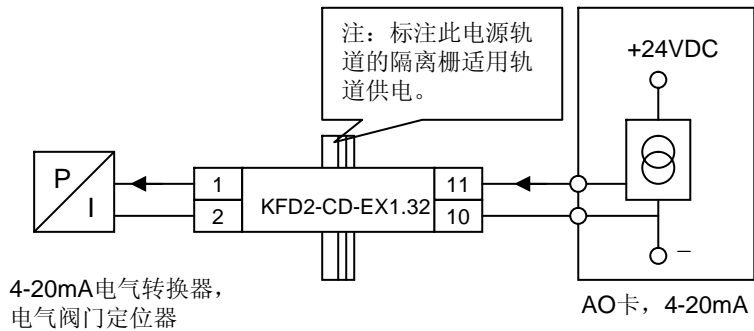 注：标注此电源轨
道的隔离栅适用轨
道供电。
+24VDC
P
I
1
2
KFD2-CD-EX1.32
11
10
4-20mA电气转换器，
电气阀门定位器
AO卡，4-20mA